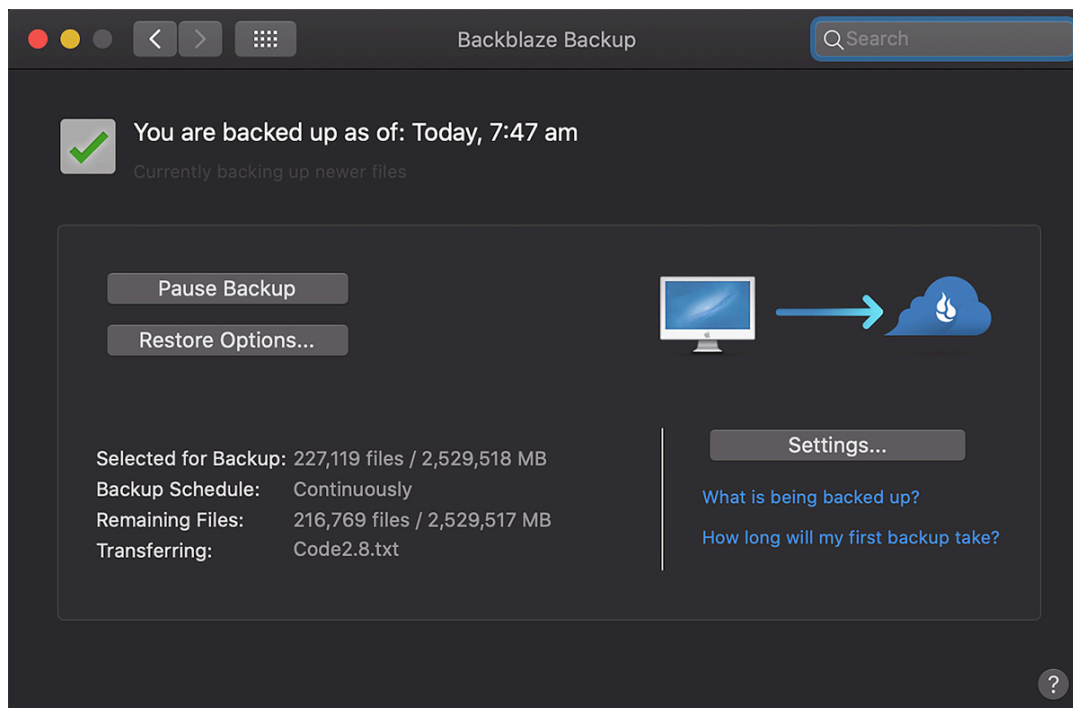 Backblaze Backup
Search
You are backed up as of: Today, 7:47 am
Currently backing up newer files
Pause Backup
Restore Options...
Selected for Backup: 227,119 files / 2,529,518 MB
Backup Schedule: Continuously
Remaining Files: 216,769 files / 2,529,517 MB
Transferring: Code2.8.txt
Settings...
What is being backed up?
How long will my first backup take?
?